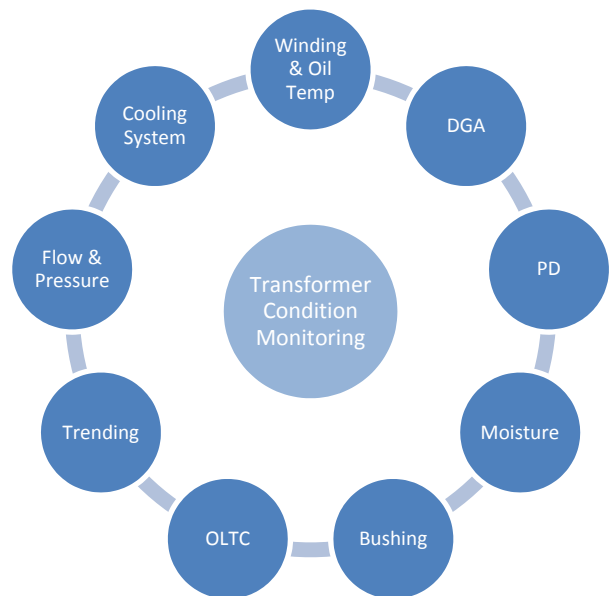 Winding
& Oil
Temp
DGA
PD
Moisture
Bushing
OLTC
Trending
Flow &
Pressure
Cooling
System
Transformer
Condition
Monitoring